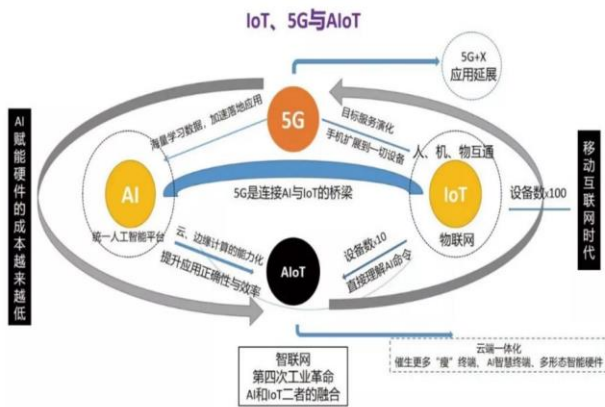 IoT、5G与AIoT
5G+X
应用延展
AI赋能硬件的成本越来越低
海量学习数据，加速落地应用
5G
目标服务演化
手机扩展到一切设备
人、机、物互通
移动互联网时代
AI
5G是连接AI与IoT的桥梁
IoT
设备数x100
统一人工智能平台
物联网
云、边缘计算的能力化
提升应用正确性与效率
AIoT
设备数x10
直接理解AI命令
智联网
第四次工业革命
AI和IoT二者的融合
云端一体化
催生更多“瘦”终端、AI智慧终端、多形态智能硬件